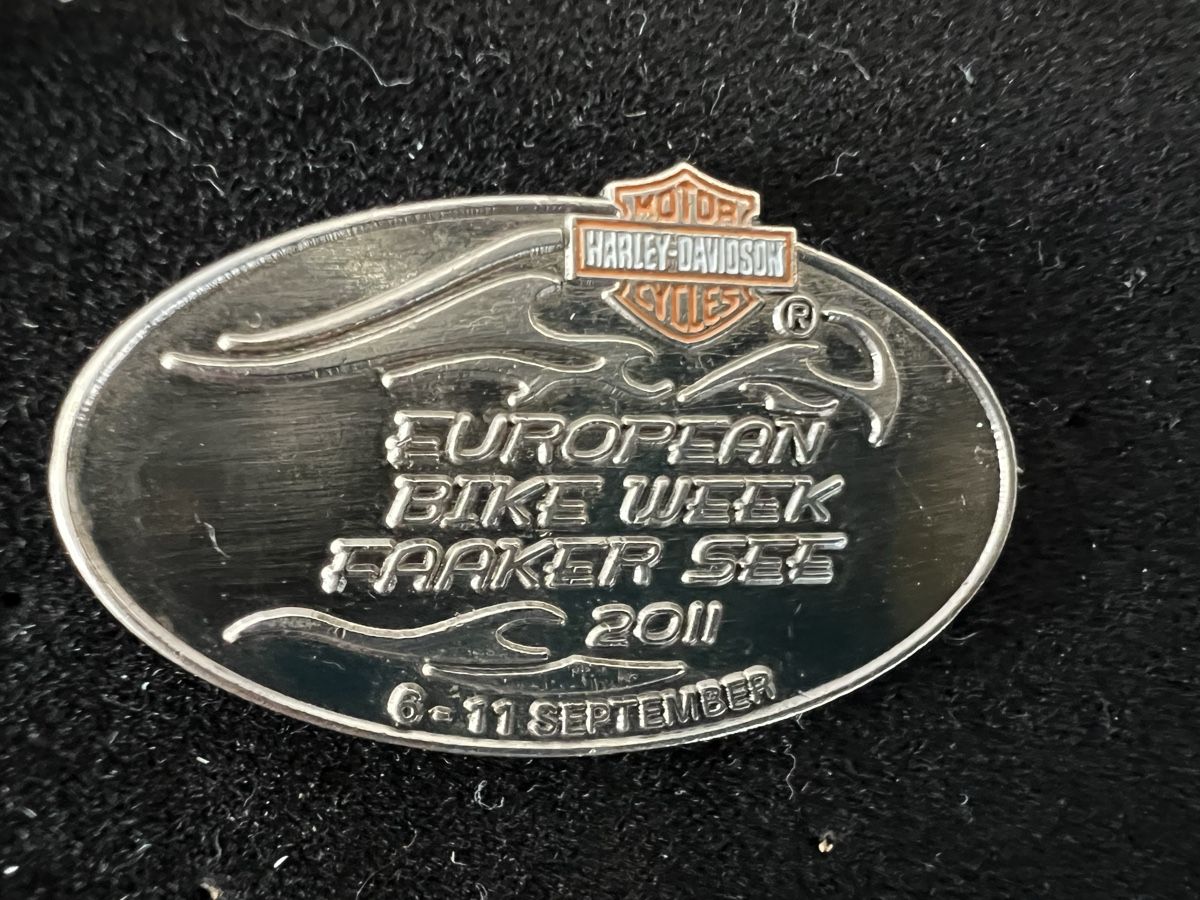 MOTOR
HARLEY-DAVIDSON
CYCLES
®
EUROPEAN
BIKE WEEK
FAAKER SEE
2011
6-11 SEPTEMBER